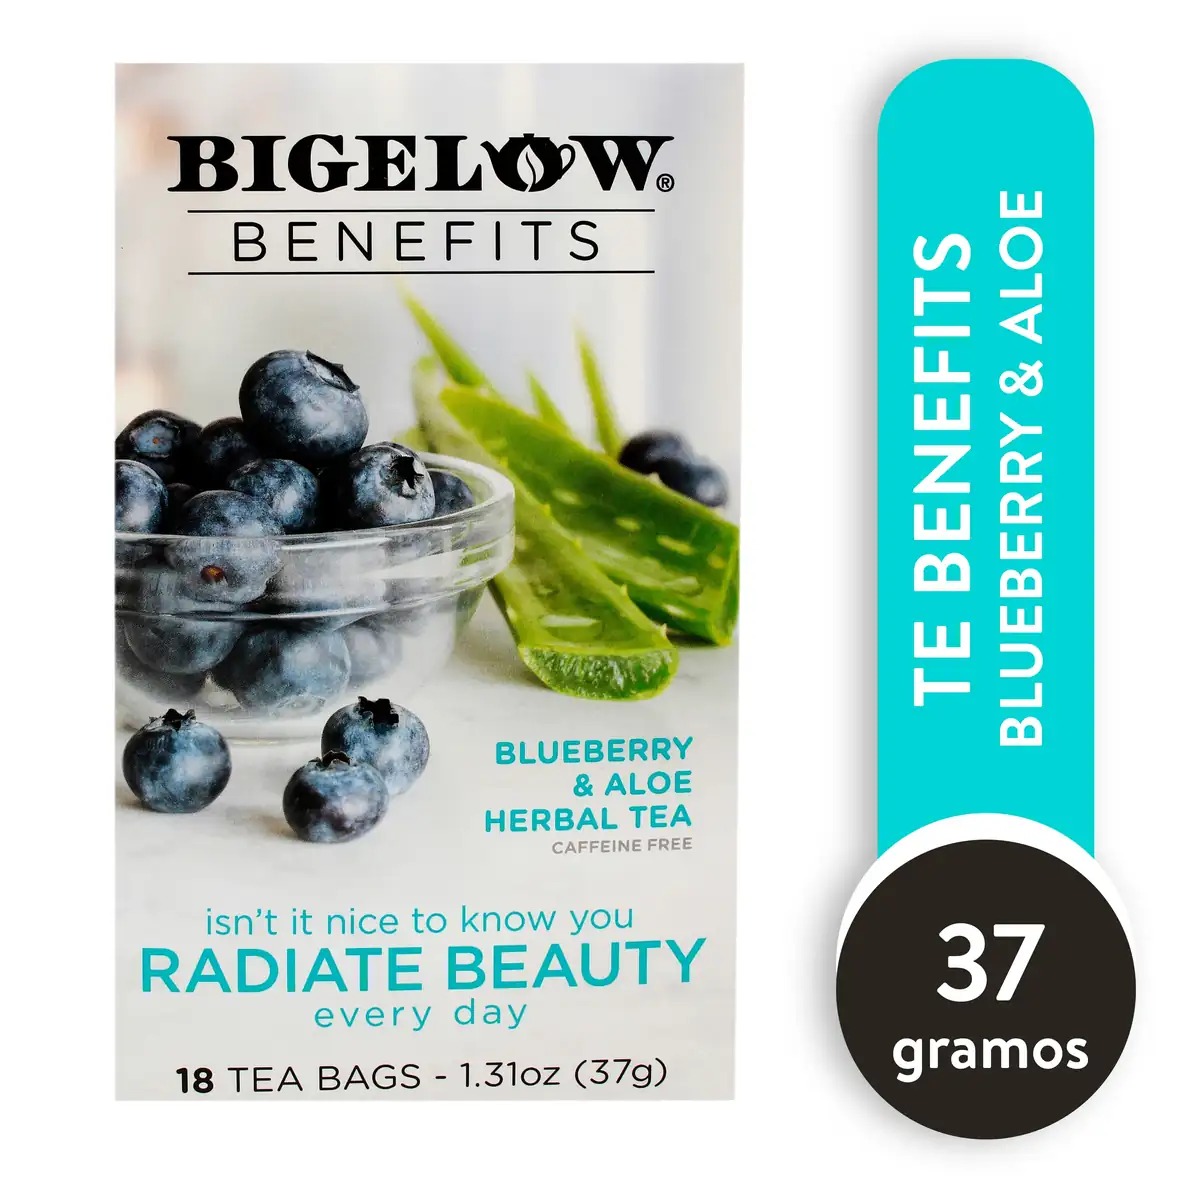 BIGELOW®
BENEFITS
BLUEBERRY
& ALOE
HERBAL TEA
CAFFEINE FREE
isn't it nice to know you
RADIATE BEAUTY
every day
18 TEA BAGS - 1.31oz (37g)
TE BENEFITS
BLUEBERRY & ALOE
37
gramos